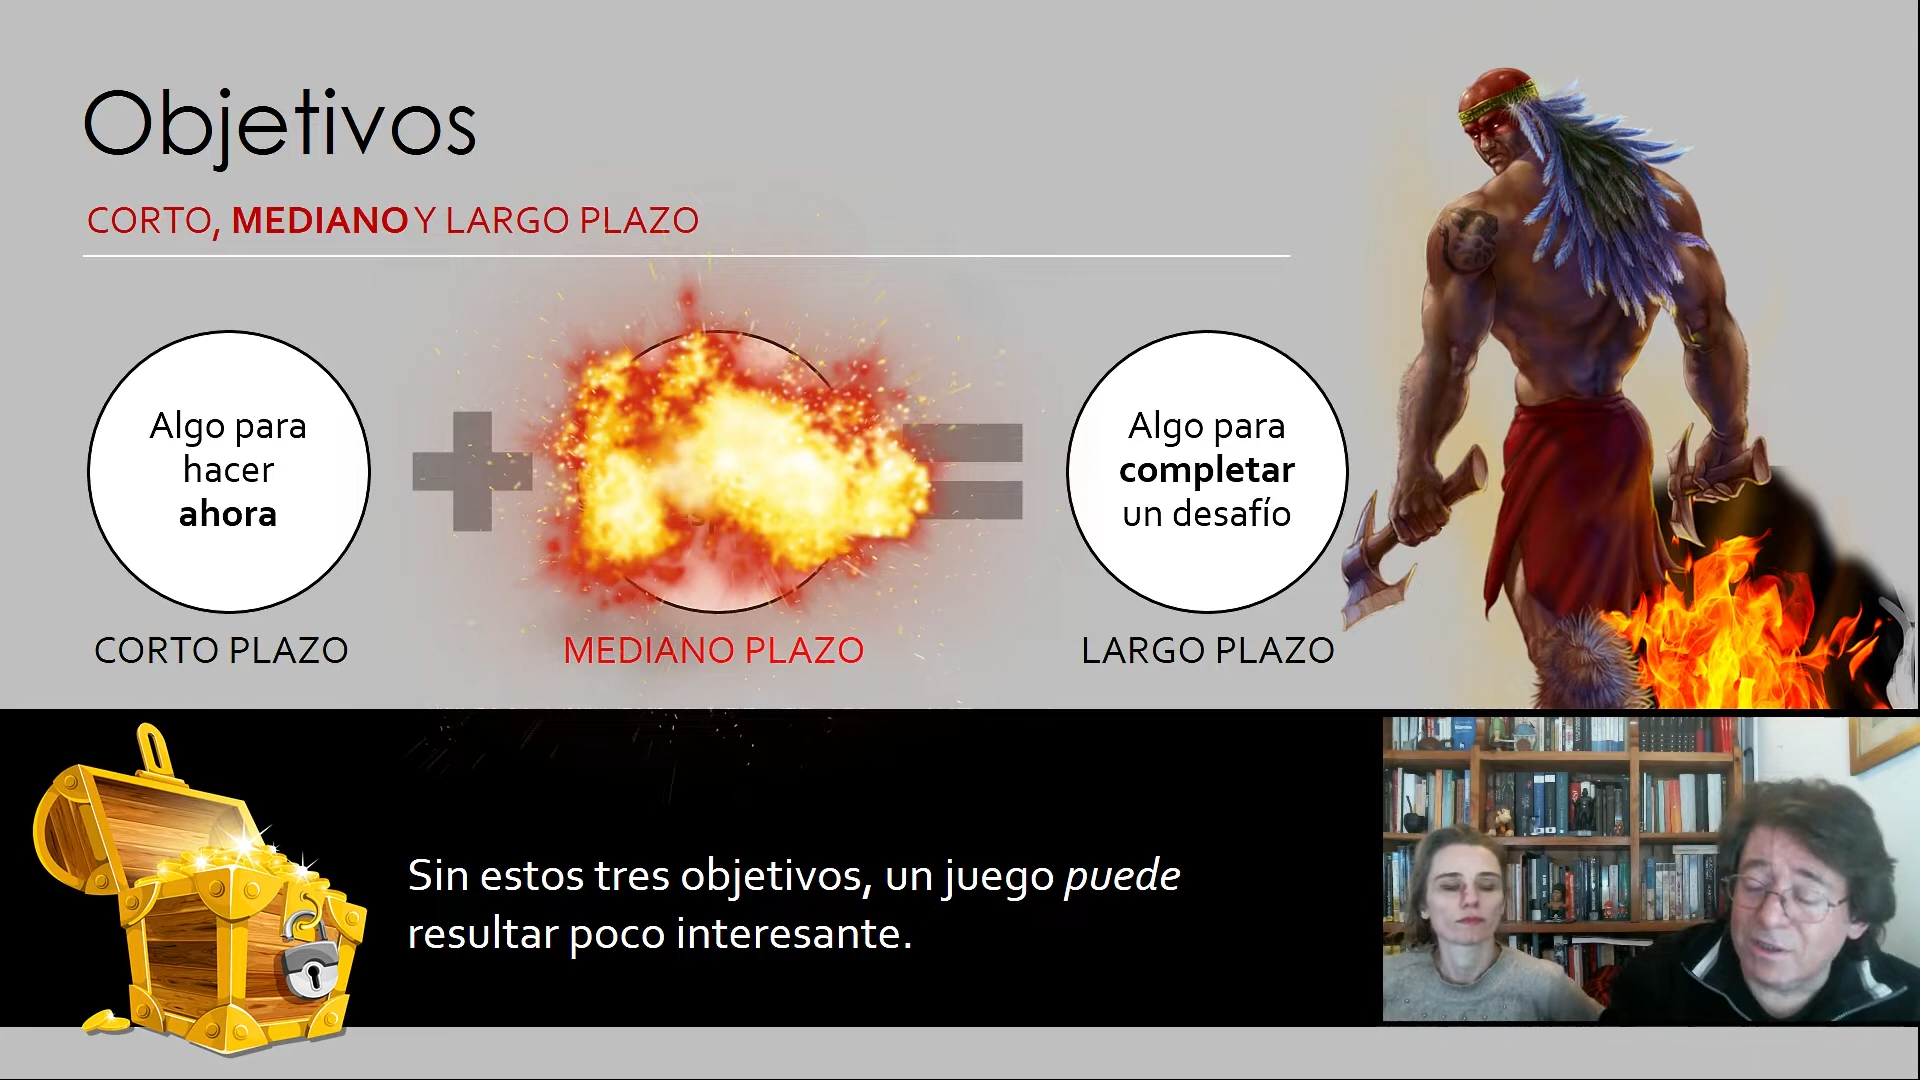 Objetivos
CORTO, MEDIANO Y LARGO PLAZO
Algo para
hacer
ahora
CORTO PLAZO
MEDIANO PLAZO
Algo para
completar
un desafío
LARGO PLAZO
Sin estos tres objetivos, un juego puede
resultar poco interesante.